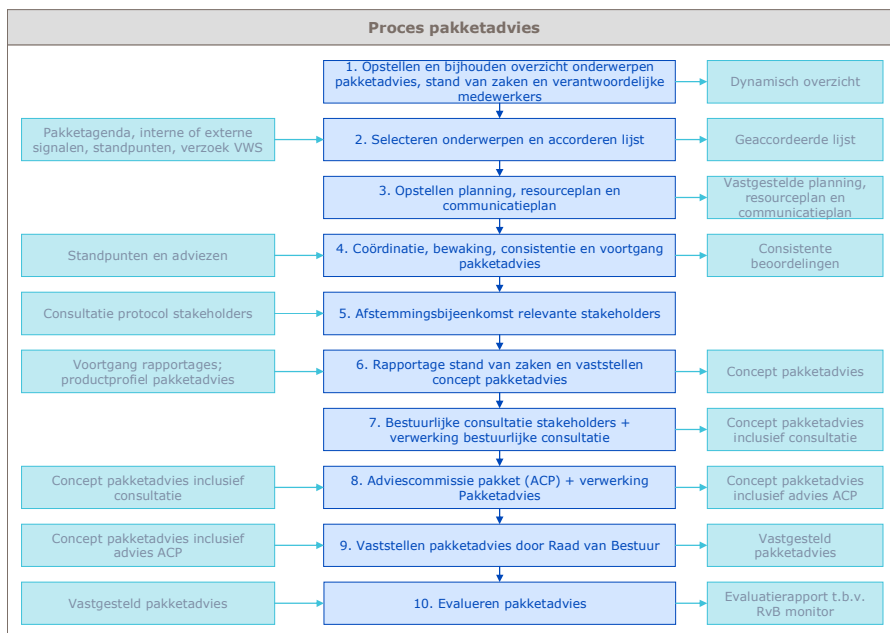 Proces pakketadvies
1. Opstellen en bijhouden overzicht onderwerpen
pakketadvies, stand van zaken en verantwoordelijke
medewerkers
Dynamisch overzicht
Pakketagenda, interne of externe
signalen, standpunten, verzoek VWS
2. Selecteren onderwerpen en accorderen lijst
Geaccordeerde lijst
3. Opstellen planning, resourceplan en
communicatieplan
Vastgestelde planning,
resourceplan en
communicatieplan
Standpunten en adviezen
4. Coördinatie, bewaking, consistentie en voortgang
pakketadvies
Consistente
beoordelingen
Consultatie protocol stakeholders
5. Afstemmingsbijeenkomst relevante stakeholders
Voortgang rapportages;
productprofiel pakketadvies
6. Rapportage stand van zaken en vaststellen
concept pakketadvies
Concept pakketadvies
7. Bestuurlijke consultatie stakeholders +
verwerking bestuurlijke consultatie
Concept pakketadvies
inclusief consultatie
Concept pakketadvies inclusief
consultatie
8. Adviescommissie pakket (ACP) + verwerking
Pakketadvies
Concept pakketadvies
inclusief advies ACP
Concept pakketadvies inclusief
advies ACP
9. Vaststellen pakketadvies door Raad van Bestuur
Vastgesteld
pakketadvies
Vastgesteld pakketadvies
10. Evalueren pakketadvies
Evaluatierapport t.b.v.
RvB monitor